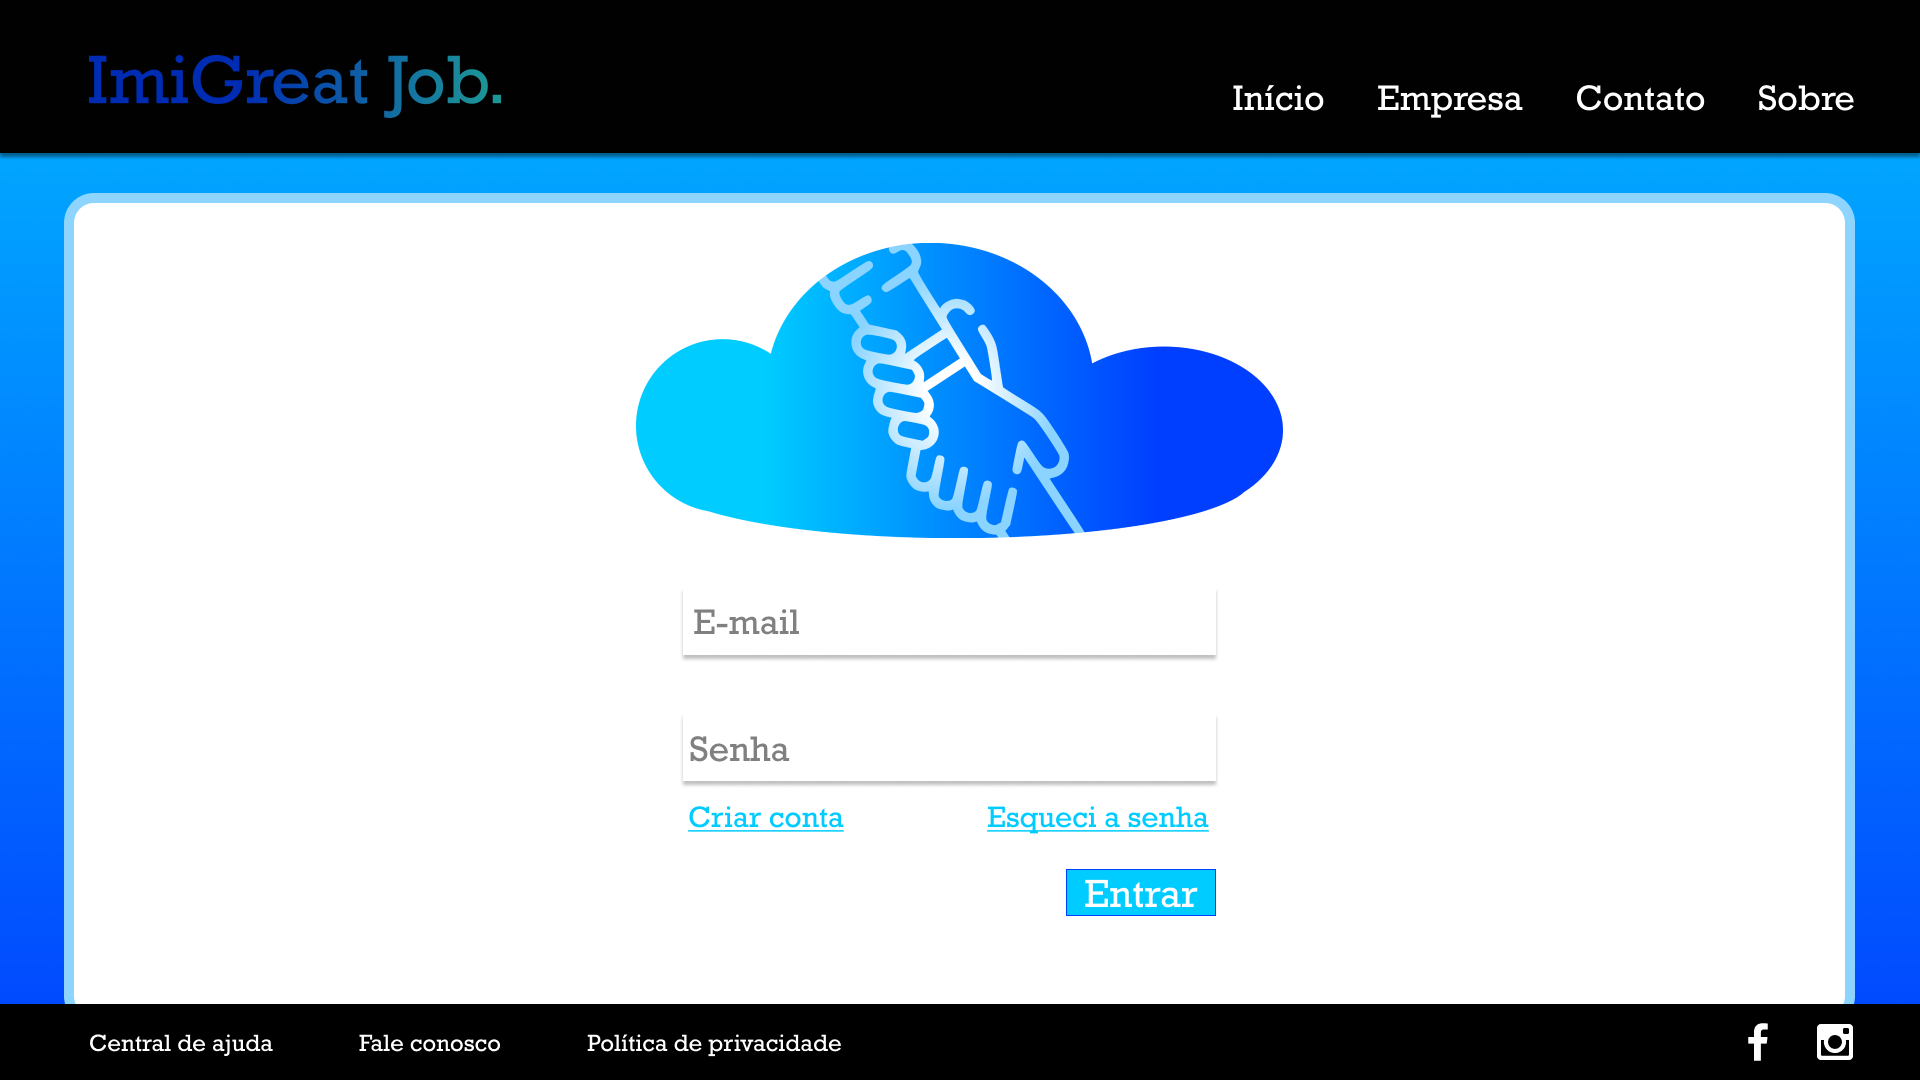 ImiGreat Job.
Início Empresa Contato Sobre
E-mail
Senha
Criar conta Esqueci a senha
Entrar
Central de ajuda Fale conosco Política de privacidade